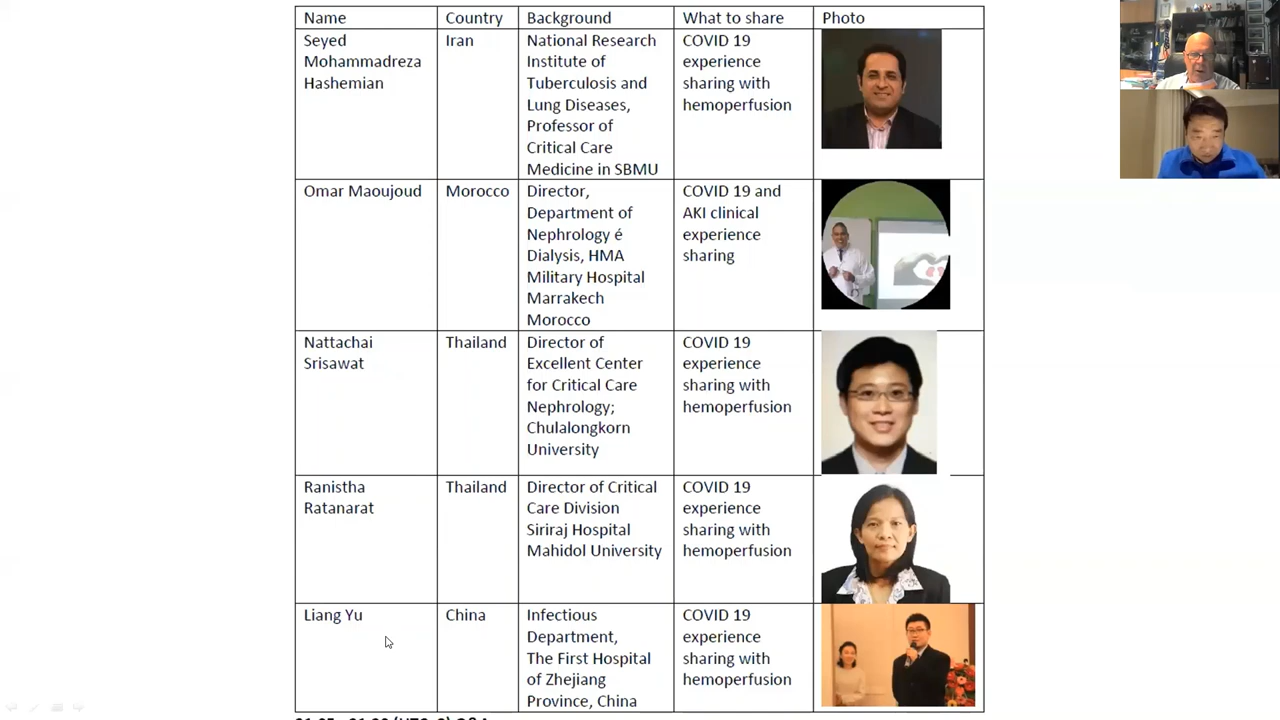 Name Country Background What to share Photo
Seyed Iran National Research COVID 19
Mohammadreza Institute of experience
Hashemian Tuberculosis and sharing with
Lung Diseases, hemoperfusion
Professor of
Critical Care
Medicine in SBMU
Omar Maoujoud Morocco Director, COVID 19 and
Department of AKI clinical
Nephrology é experience
Dialysis, HMA sharing
Military Hospital
Marrakech
Morocco
Nattachai Thailand Director of COVID 19
Srisawat Excellent Center experience
for Critical Care sharing with
Nephrology; hemoperfusion
Chulalongkorn
University
Ranistha Thailand Director of Critical COVID 19
Ratanarat Care Division experience
Siriraj Hospital sharing with
Mahidol University hemoperfusion
Liang Yu China Infectious COVID 19
Department, experience
The First Hospital sharing with
of Zhejiang hemoperfusion
Province, China